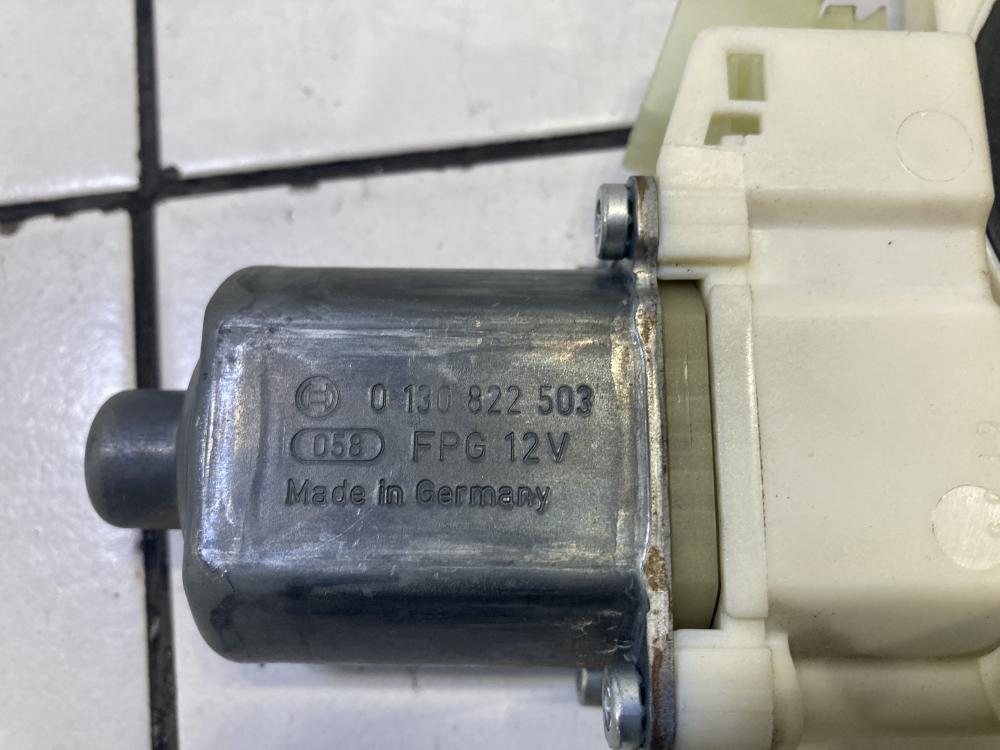 0 130 822 503
058 FPG 12V
Made in Germany